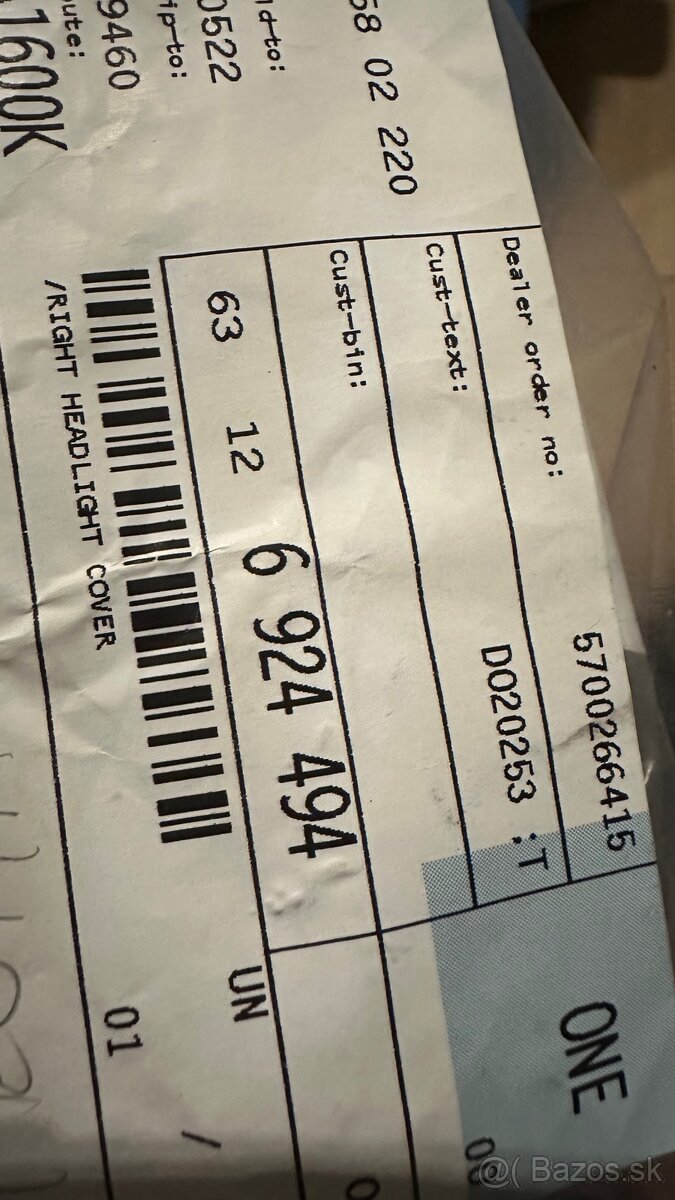 58 02 220
ld-to:
0522
ip-to:
9460
ute:
1600K
Dealer order no:
5700266415
Cust-text:
DO20253 :T
Cust-bin:
63 12 6 924 494
UN
/RIGHT HEADLIGHT COVER
01
/
ONE
@( Bazos.sk